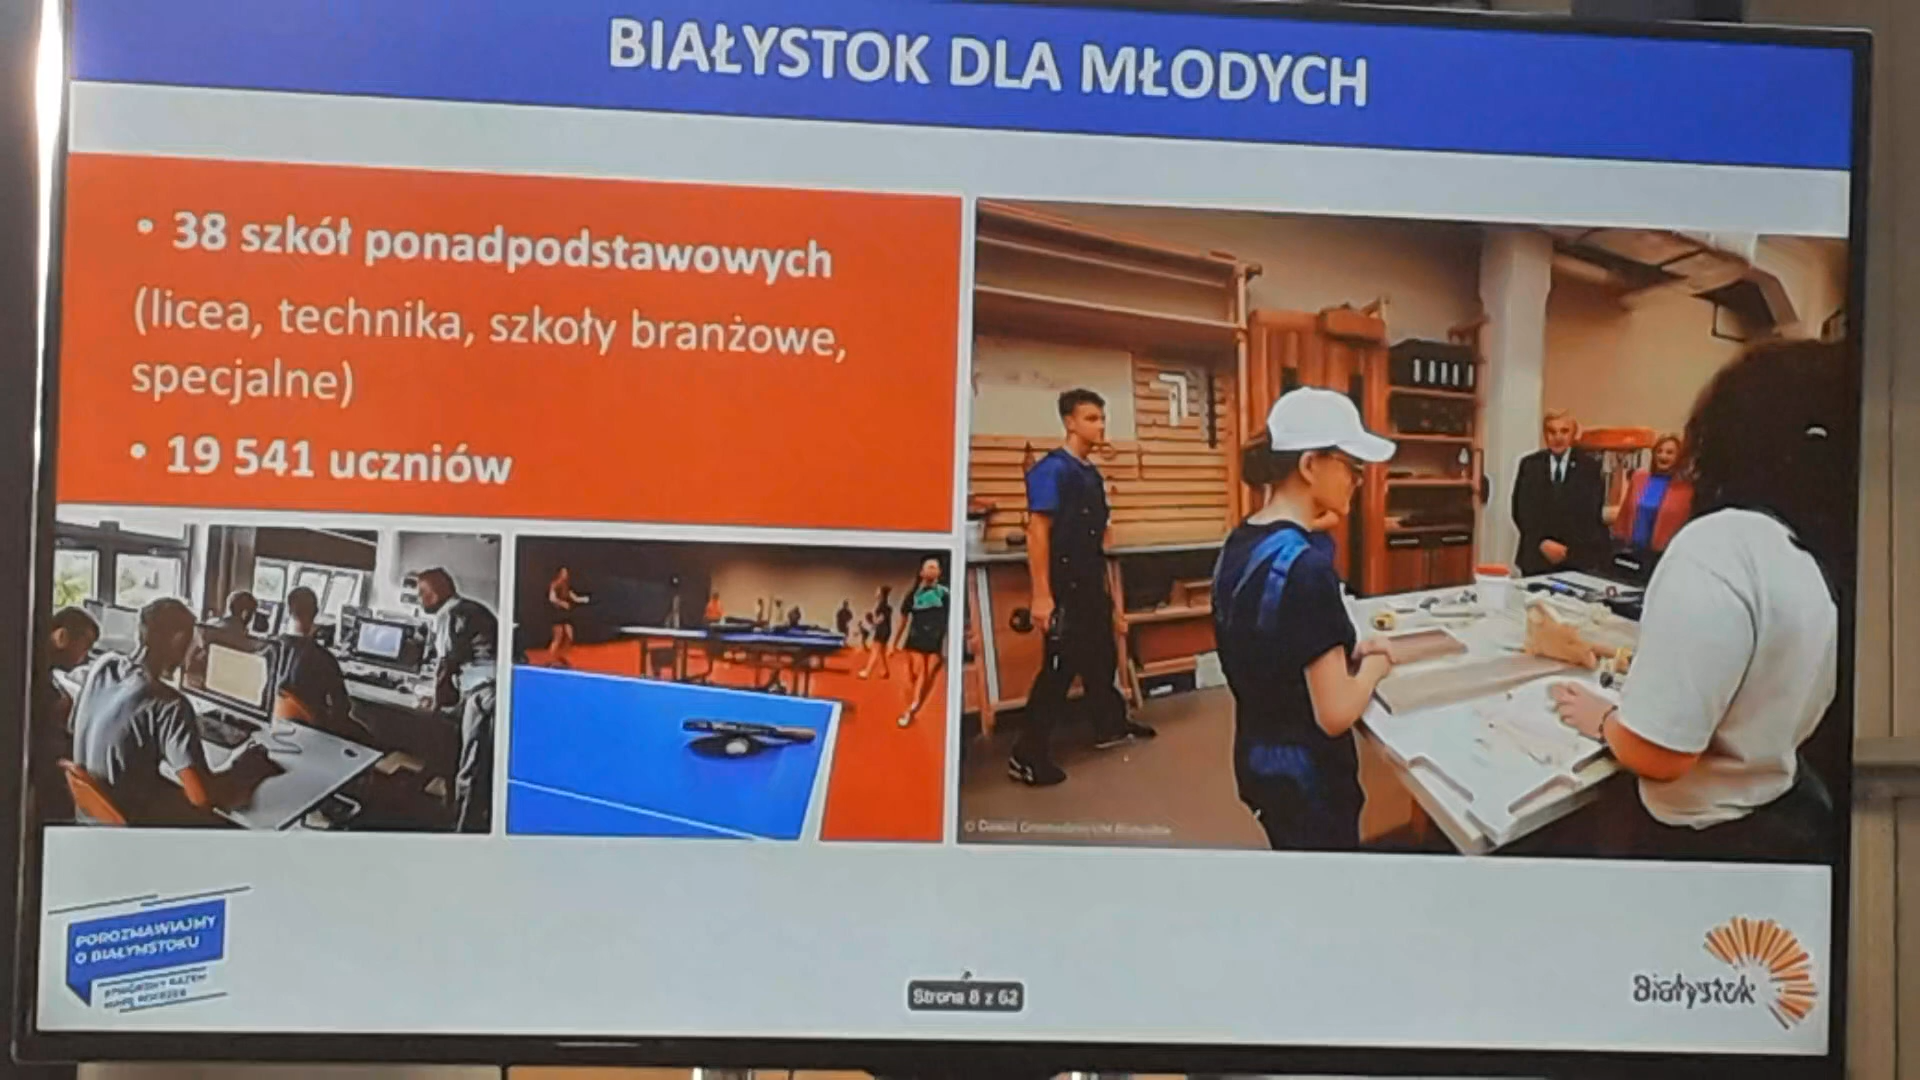 BIAŁYSTOK DLA MŁODYCH
• 38 szkół ponadpodstawowych
(licea, technika, szkoły branżowe,
specjalne)
• 19 541 uczniów
POROZMAWIAJMY
O BIAŁYMSTOKU
Strona 8 z 62
Białystok